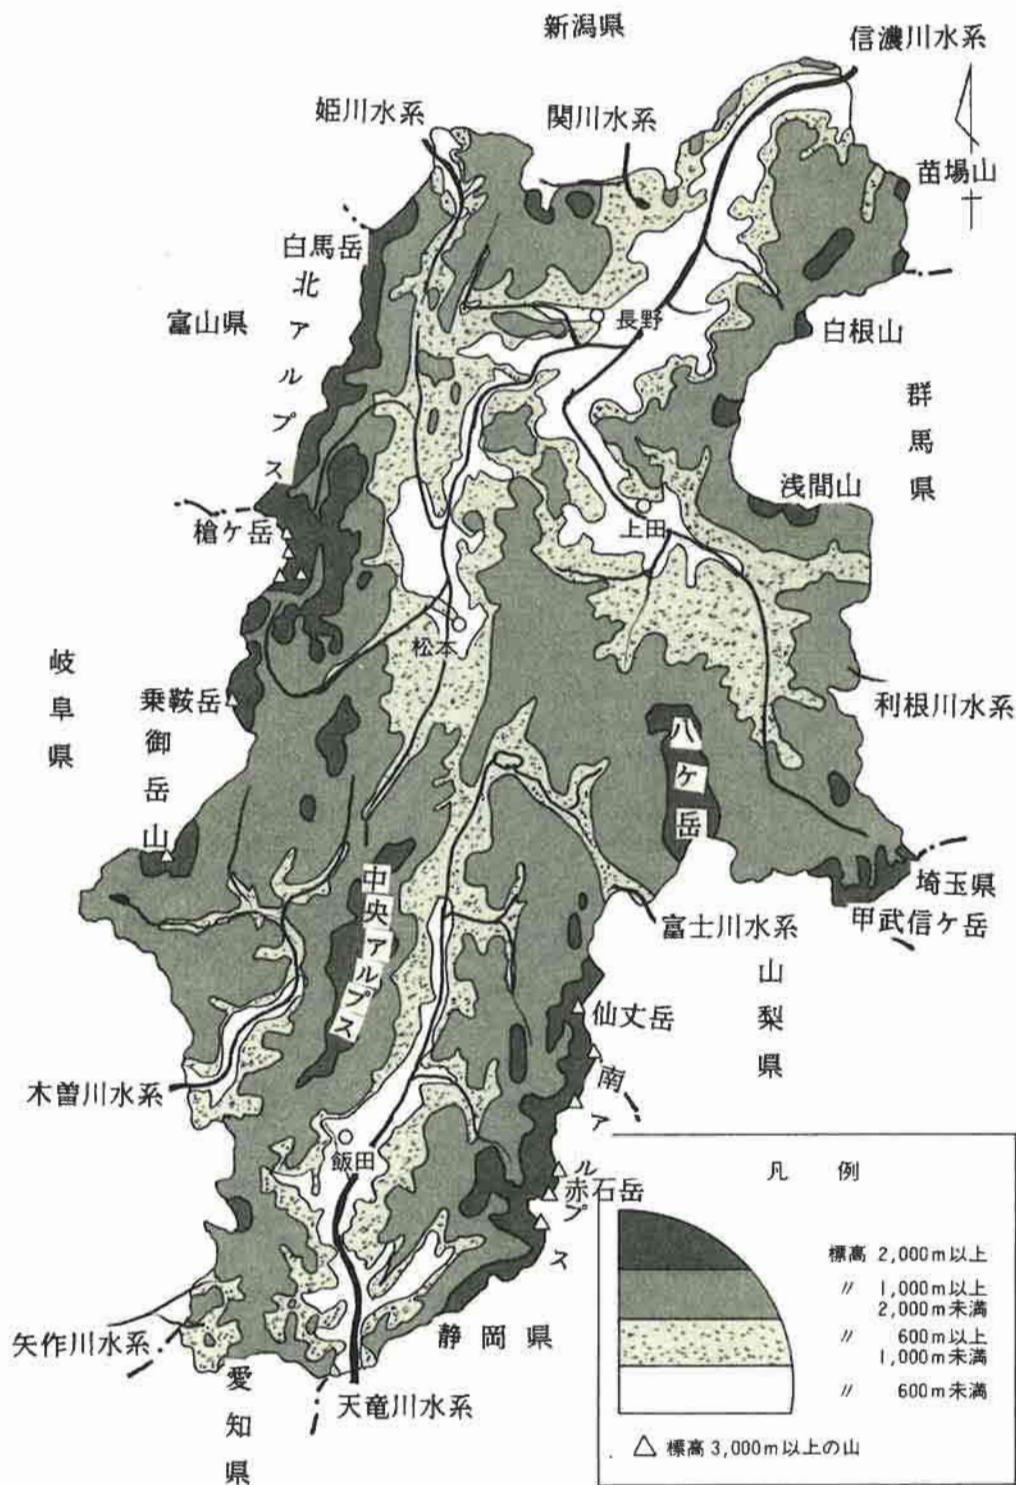 新潟県
信濃川水系
姫川水系
関川水系
苗場山
白馬岳
北アルプス
富山県
長野
白根山
群馬県
浅間山
槍ケ岳
上田
松本
岐阜県
乗鞍岳
御岳山
利根川水系
八ケ岳
中央アルプス
埼玉県
甲武信ケ岳
富士川水系
山梨県
仙丈岳
南アルプス
木曽川水系
飯田
赤石岳
矢作川水系
愛知県
静岡県
天竜川水系
凡 例
標高 2,000m以上
〃 1,000m以上
2,000m未満
〃 600m以上
1,000m未満
〃 600m未満
△ 標高3,000m以上の山